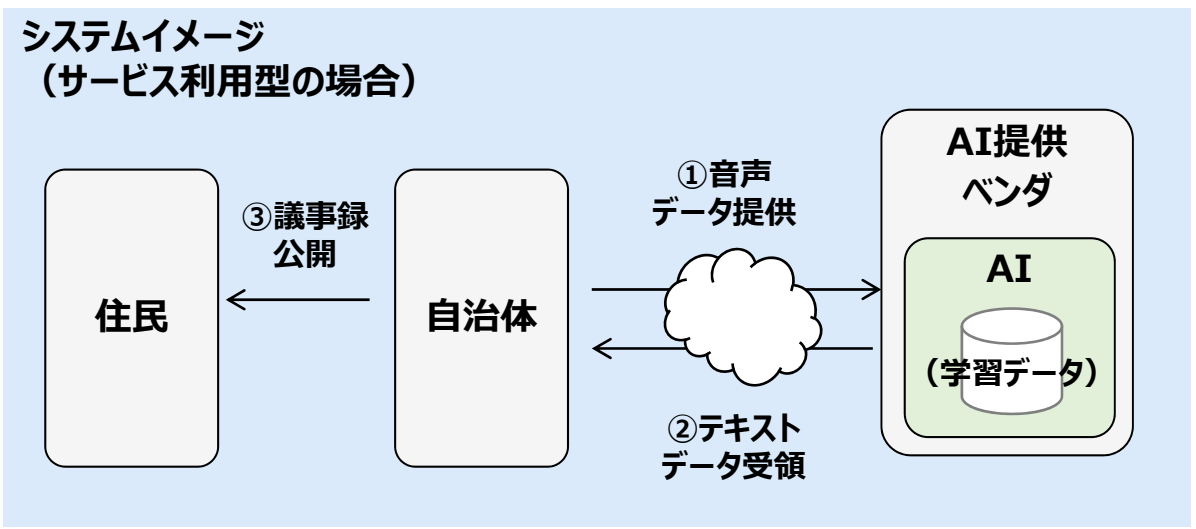 システムイメージ
（サービス利用型の場合）
住民
③議事録
公開
自治体
①音声
データ提供
②テキスト
データ受領
AI提供
ベンダ
AI
（学習データ）